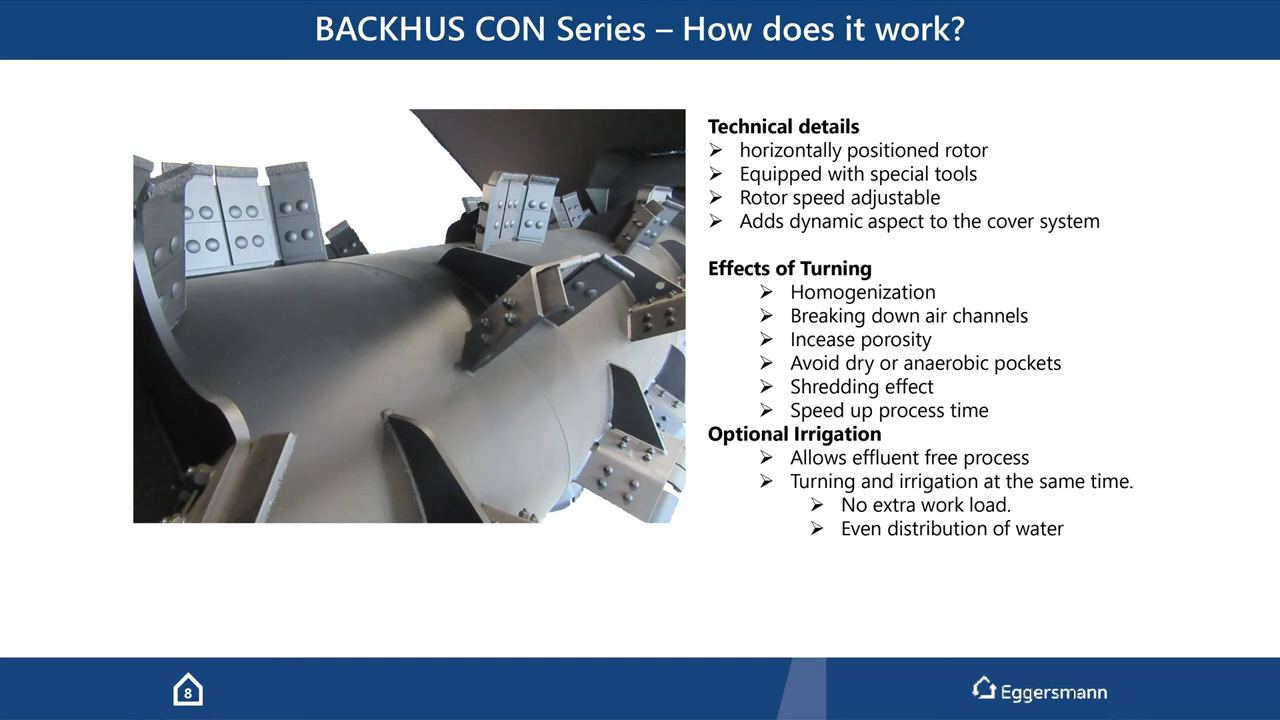 BACKHUS CON Series – How does it work?
Technical details
➢ horizontally positioned rotor
➢ Equipped with special tools
➢ Rotor speed adjustable
➢ Adds dynamic aspect to the cover system
Effects of Turning
➢ Homogenization
➢ Breaking down air channels
➢ Incease porosity
➢ Avoid dry or anaerobic pockets
➢ Shredding effect
➢ Speed up process time
Optional Irrigation
➢ Allows effluent free process
➢ Turning and irrigation at the same time.
➢ No extra work load.
➢ Even distribution of water
8
Eggersmann